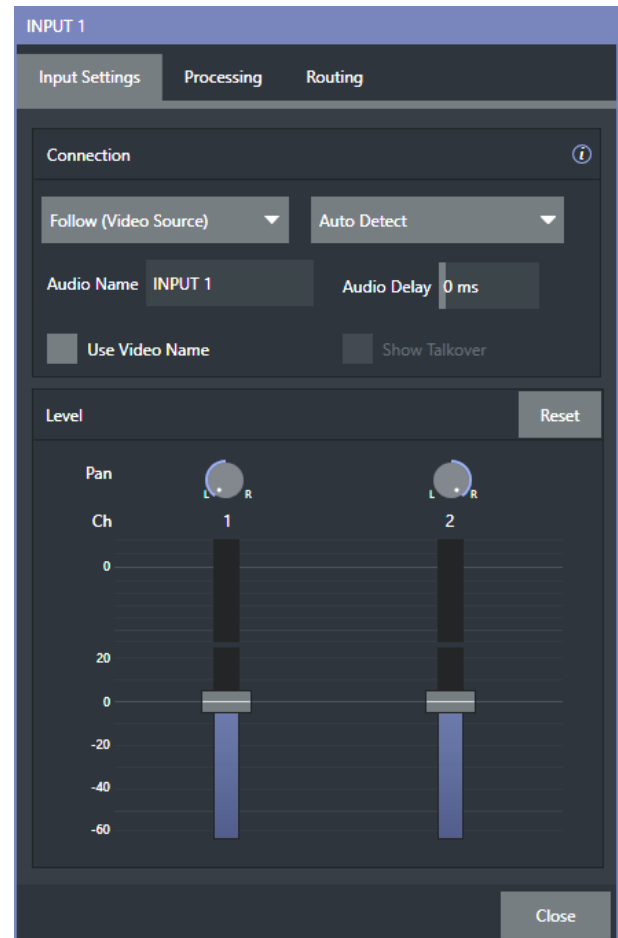 INPUT 1
Input Settings Processing Routing
Connection i
Follow (Video Source) Auto Detect
Audio Name INPUT 1 Audio Delay 0 ms
Use Video Name Show Talkover
Level Reset
Pan L R L R
Ch 1 2
0
20
0
-20
-40
-60
Close